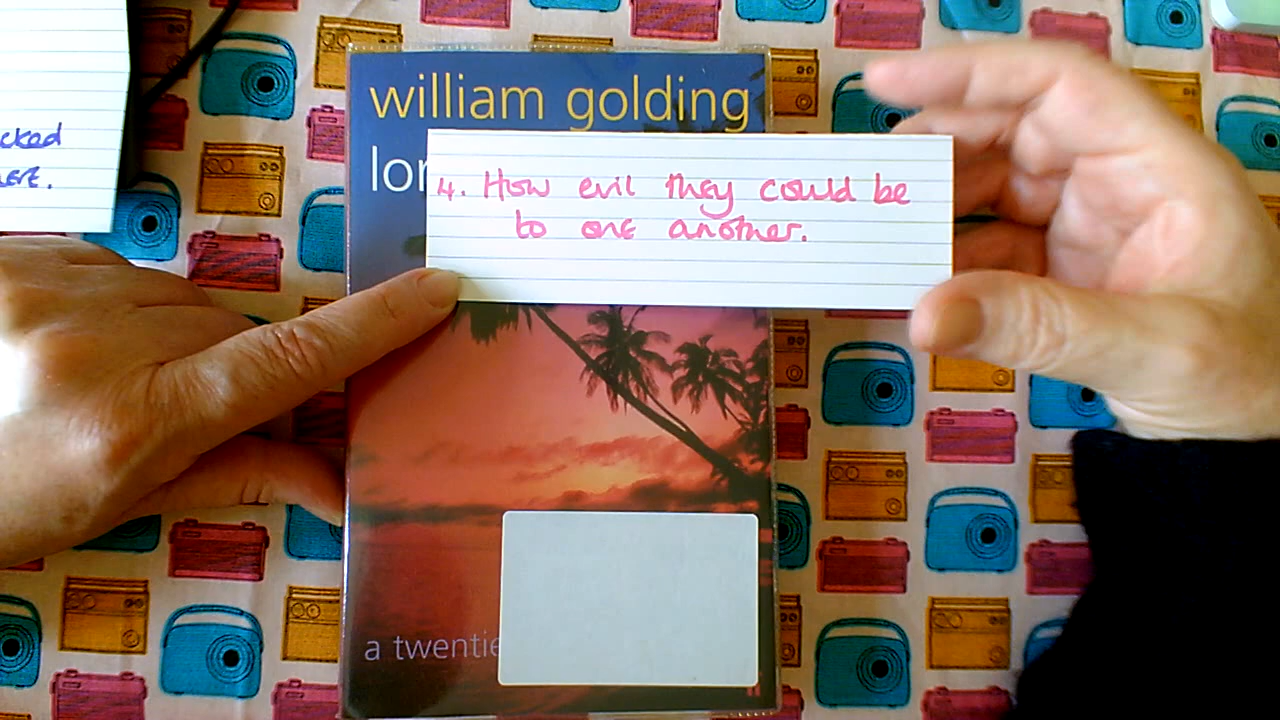 cked
ERE.
william golding
lor
4. How evil they could be
to one another.
a twentie